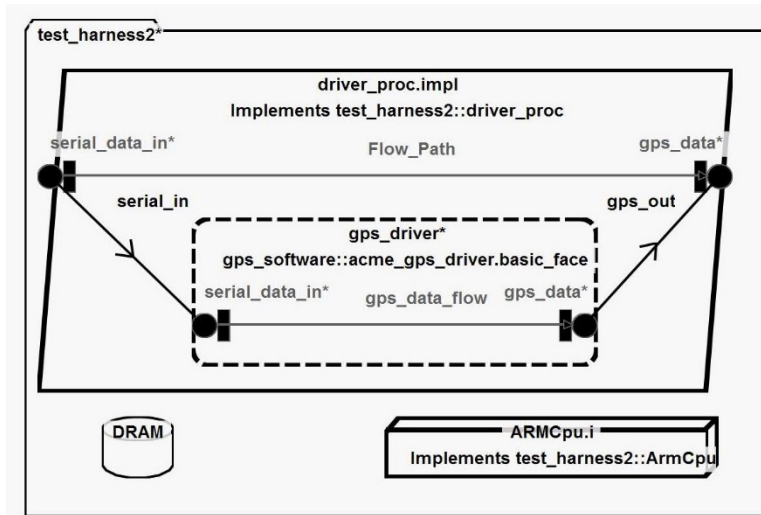 test_harness2*
driver_proc.impl
Implements test_harness2::driver_proc
serial_data_in*
Flow_Path
gps_data*
serial_in
gps_out
gps_driver*
gps_software::acme_gps_driver.basic_face
serial_data_in*
gps_data_flow
gps_data*
DRAM
ARMCpu.i
Implements test_harness2::ArmCpu